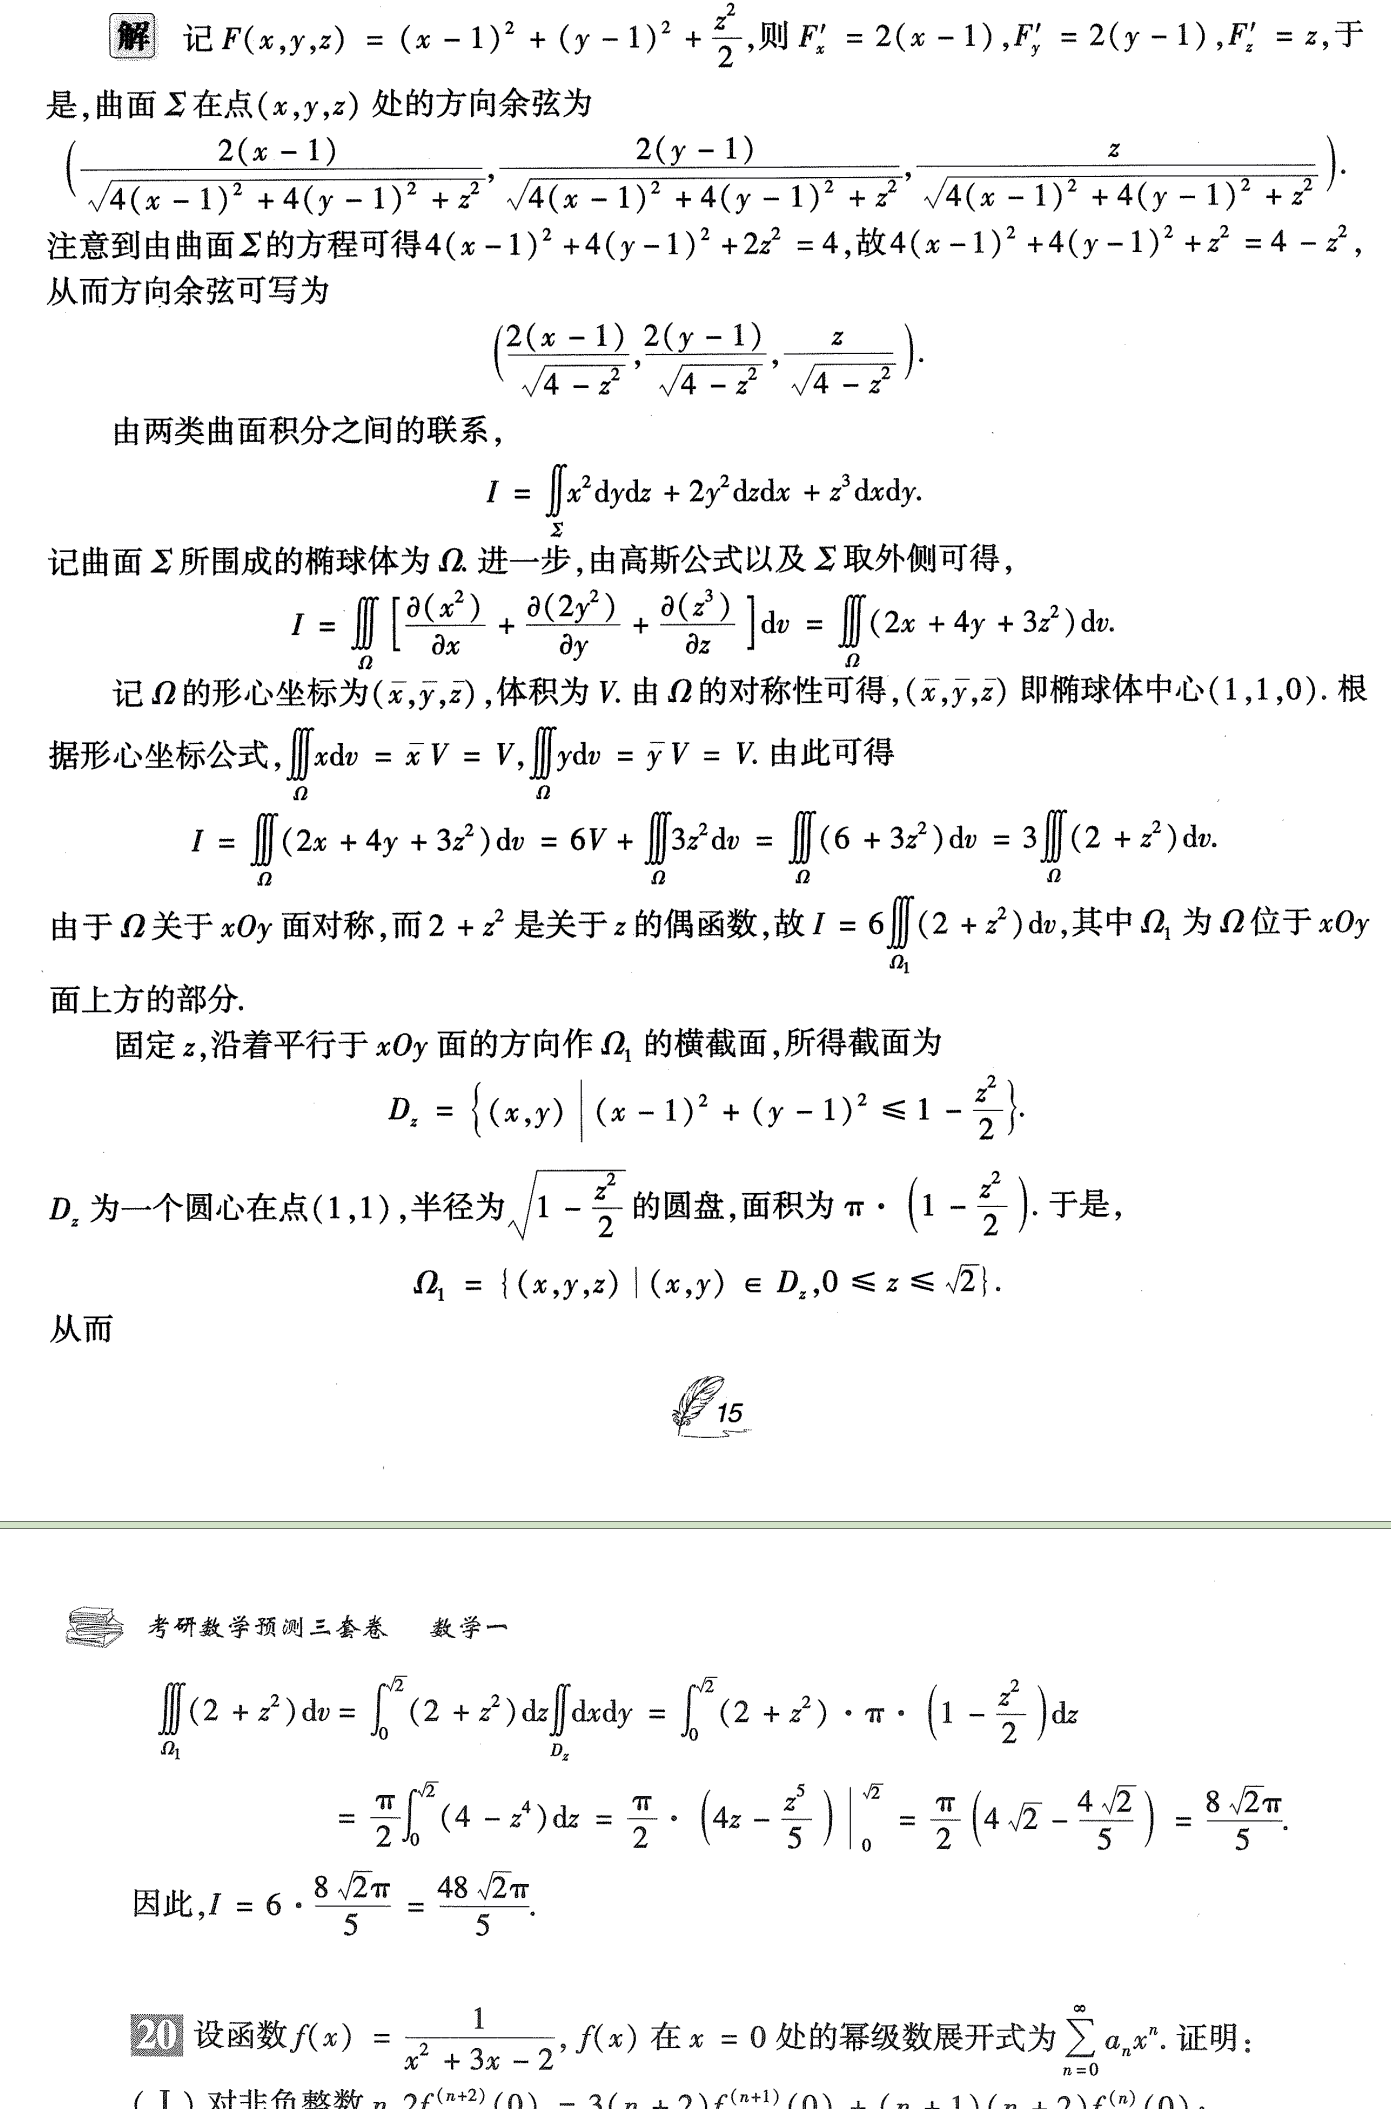 解 记 F(x,y,z) = (x - 1)² + (y - 1)² + z²/2,则 F′ₓ = 2(x - 1),F′_y = 2(y - 1),F′_z = z,于
是,曲面 Σ 在点(x,y,z) 处的方向余弦为
(2(x - 1)/√(4(x - 1)² + 4(y - 1)² + z²), 2(y - 1)/√(4(x - 1)² + 4(y - 1)² + z²), z/√(4(x - 1)² + 4(y - 1)² + z²)).
注意到由曲面Σ的方程可得4(x - 1)² + 4(y - 1)² + 2z² = 4,故4(x - 1)² + 4(y - 1)² + z² = 4 - z²,
从而方向余弦可写为
(2(x - 1)/√(4 - z²), 2(y - 1)/√(4 - z²), z/√(4 - z²)).
由两类曲面积分之间的联系,
I = ∬_Σ x²dydz + 2y²dzdx + z³dxdy.
记曲面 Σ 所围成的椭球体为 Ω. 进一步,由高斯公式以及 Σ 取外侧可得,
I = ∭_Ω [∂(x²)/∂x + ∂(2y²)/∂y + ∂(z³)/∂z]dv = ∭_Ω (2x + 4y + 3z²)dv.
记 Ω 的形心坐标为(x̄,ȳ,z̄),体积为 V. 由 Ω 的对称性可得,(x̄,ȳ,z̄) 即椭球体中心(1,1,0). 根
据形心坐标公式,∭_Ω xdv = x̄V = V,∭_Ω ydv = ȳV = V. 由此可得
I = ∭_Ω (2x + 4y + 3z²)dv = 6V + ∭_Ω 3z²dv = ∭_Ω (6 + 3z²)dv = 3∭_Ω (2 + z²)dv.
由于 Ω 关于 xOy 面对称,而 2 + z² 是关于 z 的偶函数,故 I = 6∭_Ω₁ (2 + z²)dv,其中 Ω₁ 为 Ω 位于 xOy
面上方的部分.
固定 z,沿着平行于 xOy 面的方向作 Ω₁ 的横截面,所得截面为
D_z = {(x,y) | (x - 1)² + (y - 1)² ≤ 1 - z²/2}.
D_z 为一个圆心在点(1,1),半径为√(1 - z²/2) 的圆盘,面积为 π · (1 - z²/2). 于是,
Ω₁ = {(x,y,z) | (x,y) ∈ D_z,0 ≤ z ≤ √2}.
从而
15
考研数学预测三套卷 数学一
∭_Ω₁ (2 + z²)dv = ∫₀^√2 (2 + z²)dz∬_D_z dxdy = ∫₀^√2 (2 + z²) · π · (1 - z²/2)dz
= π/2 ∫₀^√2 (4 - z⁴)dz = π/2 · (4z - z⁵/5)|₀^√2 = π/2 (4√2 - 4√2/5) = 8√2π/5.
因此,I = 6 · 8√2π/5 = 48√2π/5.
20 设函数 f(x) = 1/(x² + 3x - 2),f(x) 在 x = 0 处的幂级数展开式为 ∑_{n=0}^∞ aₙxⁿ. 证明:
(Ⅰ) 对非负整数 n,2f^(n+2)(0) = 3(n + 2)f^(n+1)(0) + (n + 1)(n + 2)f^(n)(0);